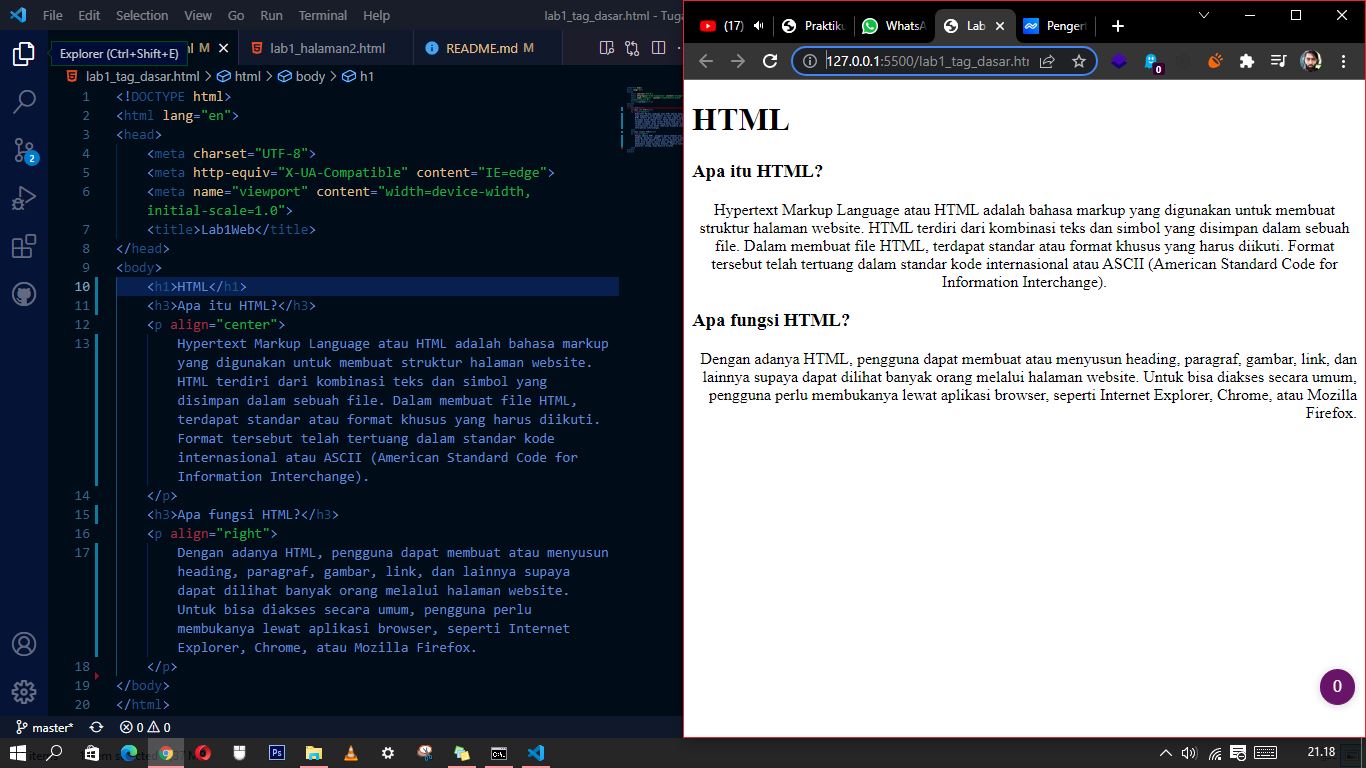 File Edit Selection View Go Run Terminal Help
lab1_tag_dasar.html - Tuga
Explorer (Ctrl+Shift+E)
M
lab1_halaman2.html
README.md M
lab1_tag_dasar.html > html > body > h1
1 <!DOCTYPE html>
2 <html lang="en">
3 <head>
4 <meta charset="UTF-8">
5 <meta http-equiv="X-UA-Compatible" content="IE=edge">
6 <meta name="viewport" content="width=device-width,
initial-scale=1.0">
7 <title>Lab1Web</title>
8 </head>
9 <body>
10 <h1>HTML</h1>
11 <h3>Apa itu HTML?</h3>
12 <p align="center">
13 Hypertext Markup Language atau HTML adalah bahasa markup
yang digunakan untuk membuat struktur halaman website.
HTML terdiri dari kombinasi teks dan simbol yang
disimpan dalam sebuah file. Dalam membuat file HTML,
terdapat standar atau format khusus yang harus diikuti.
Format tersebut telah tertuang dalam standar kode
internasional atau ASCII (American Standard Code for
Information Interchange).
14 </p>
15 <h3>Apa fungsi HTML?</h3>
16 <p align="right">
17 Dengan adanya HTML, pengguna dapat membuat atau menyusun
heading, paragraf, gambar, link, dan lainnya supaya
dapat dilihat banyak orang melalui halaman website.
Untuk bisa diakses secara umum, pengguna perlu
membukanya lewat aplikasi browser, seperti Internet
Explorer, Chrome, atau Mozilla Firefox.
18 </p>
19 </body>
20 </html>
2
master* 0 0
(17) Praktiku WhatsA Lab Pengert
127.0.0.1:5500/lab1_tag_dasar.htm
0
HTML
Apa itu HTML?
Hypertext Markup Language atau HTML adalah bahasa markup yang digunakan untuk membuat
struktur halaman website. HTML terdiri dari kombinasi teks dan simbol yang disimpan dalam sebuah
file. Dalam membuat file HTML, terdapat standar atau format khusus yang harus diikuti. Format
tersebut telah tertuang dalam standar kode internasional atau ASCII (American Standard Code for
Information Interchange).
Apa fungsi HTML?
Dengan adanya HTML, pengguna dapat membuat atau menyusun heading, paragraf, gambar, link, dan
lainnya supaya dapat dilihat banyak orang melalui halaman website. Untuk bisa diakses secara umum,
pengguna perlu membukanya lewat aplikasi browser, seperti Internet Explorer, Chrome, atau Mozilla
Firefox.
0
Ps
21.18